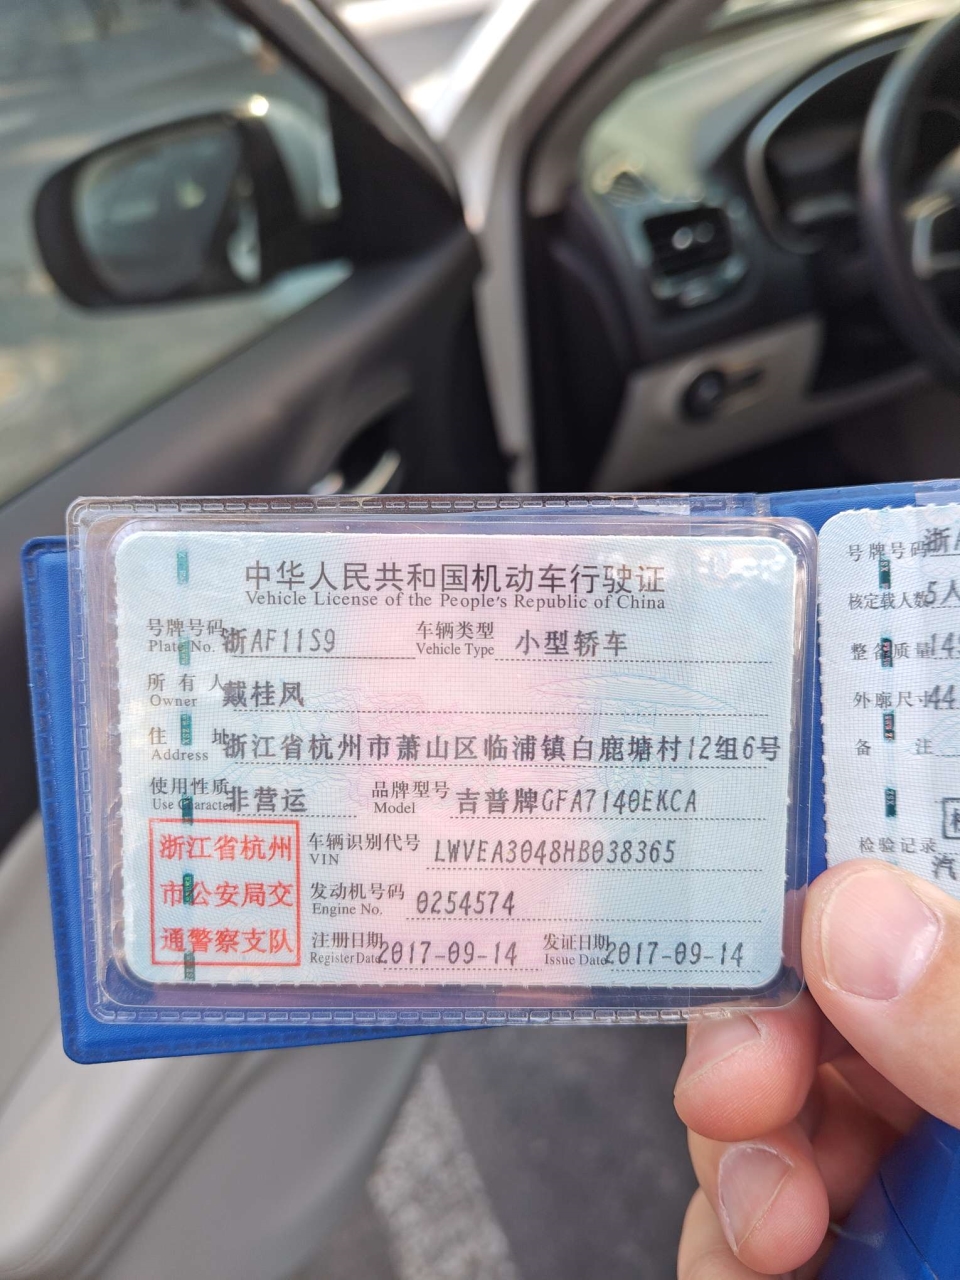 中华人民共和国机动车行驶证
Vehicle License of the People's Republic of China
号牌号码 浙AF11S9 车辆类型 小型轿车
Plate No. Vehicle Type
所有人 戴桂凤
Owner
住址 浙江省杭州市萧山区临浦镇白鹿塘村12组6号
Address
使用性质 非营运 品牌型号 吉普牌GFA7140EKCA
Use Character Model
浙江省杭州
市公安局交
通警察支队
车辆识别代号 LWVEA3048HB038365
VIN
发动机号码 0254574
Engine No.
注册日期 2017-09-14 发证日期 2017-09-14
Register Date Issue Date
号牌号码 浙
核定载人数 5人
整备质量 14
外廓尺寸 44
备注
检验记录
汽